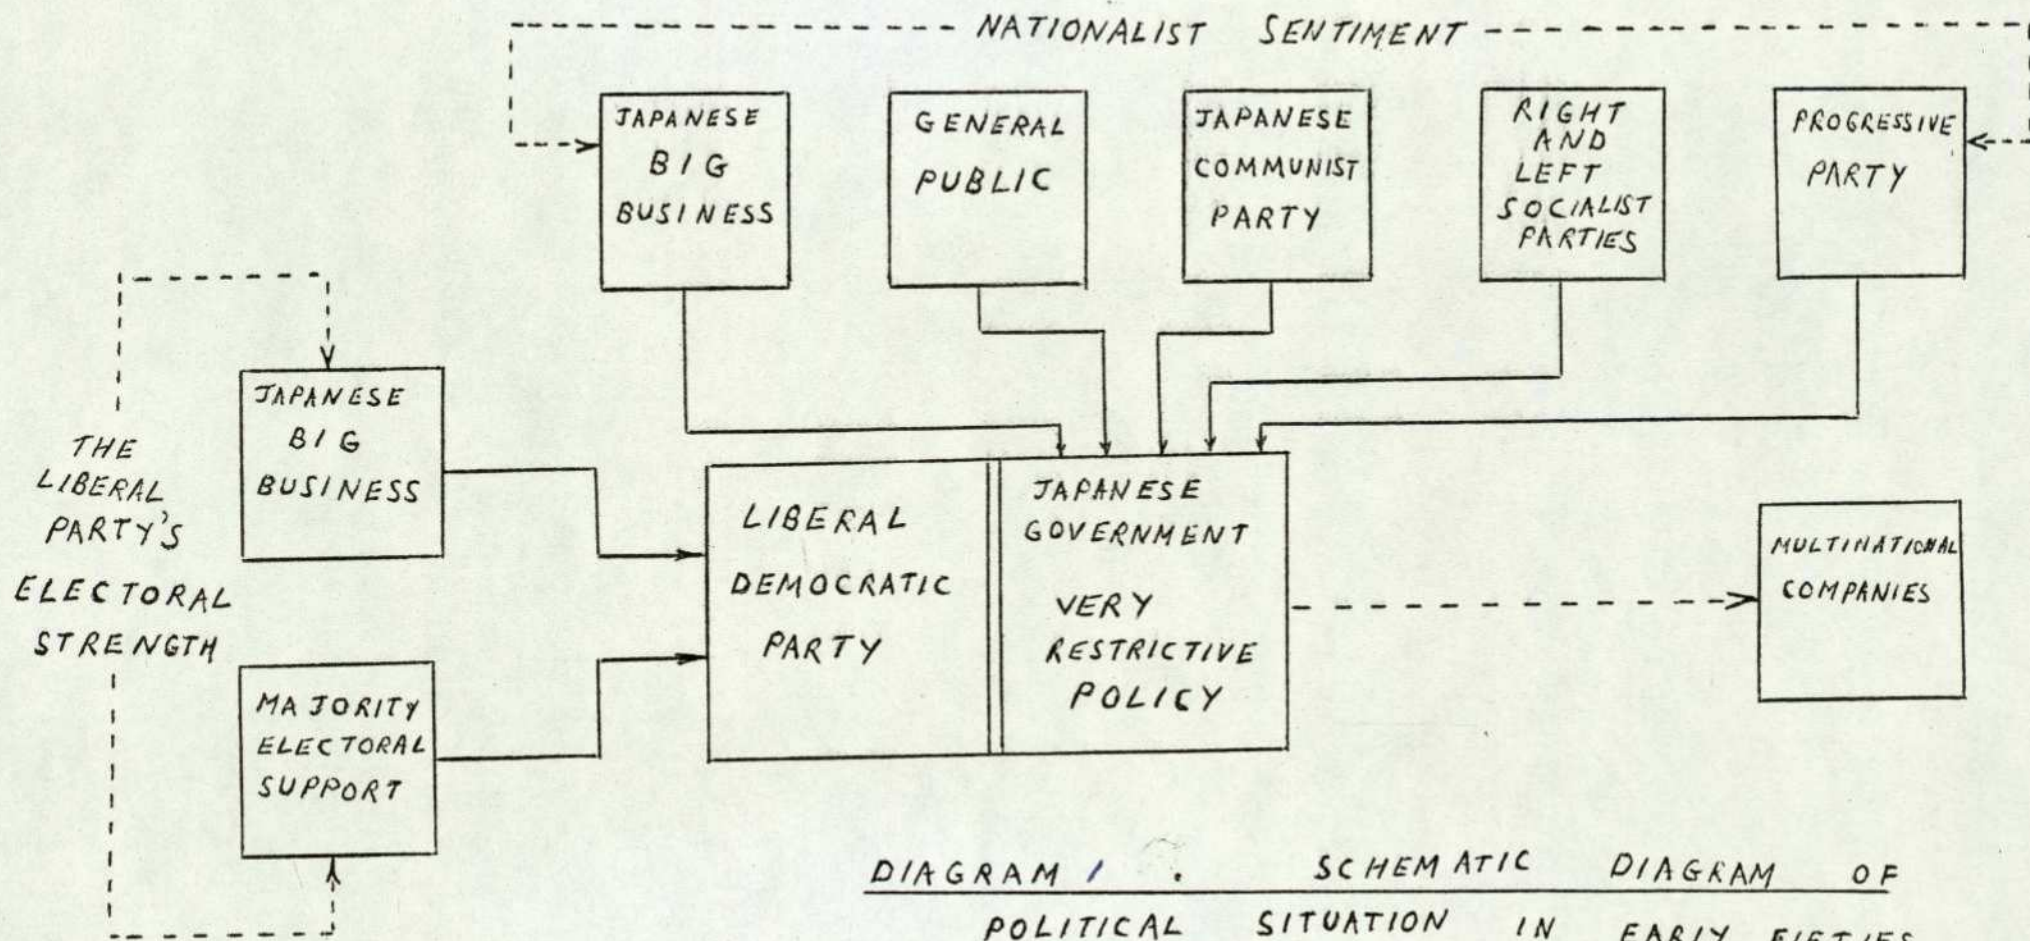 NATIONALIST SENTIMENT
JAPANESE
BIG
BUSINESS
GENERAL
PUBLIC
JAPANESE
COMMUNIST
PARTY
RIGHT
AND
LEFT
SOCIALIST
PARTIES
PROGRESSIVE
PARTY
THE
LIBERAL
PARTY'S
ELECTORAL
STRENGTH
JAPANESE
BIG
BUSINESS
MAJORITY
ELECTORAL
SUPPORT
LIBERAL
DEMOCRATIC
PARTY
JAPANESE
GOVERNMENT
VERY
RESTRICTIVE
POLICY
MULTINATIONAL
COMPANIES
DIAGRAM 1 . SCHEMATIC DIAGRAM OF
POLITICAL SITUATION IN EARLY FIFTIES